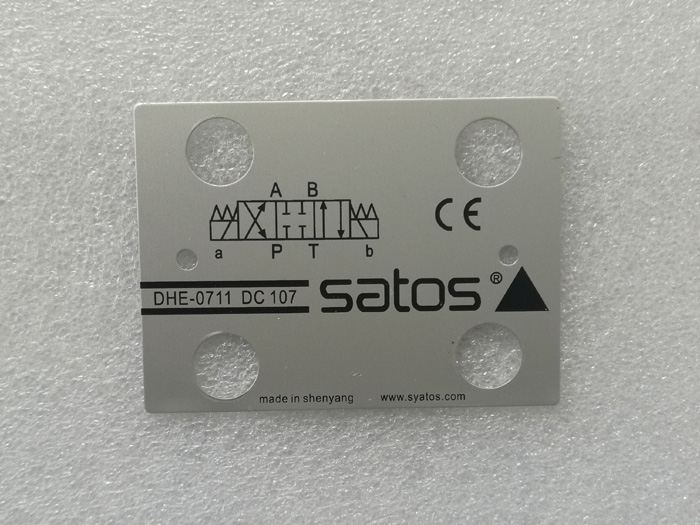 A B
CE
a P T b
DHE-0711 DC 107
satos®
made in shenyang www.syatos.com